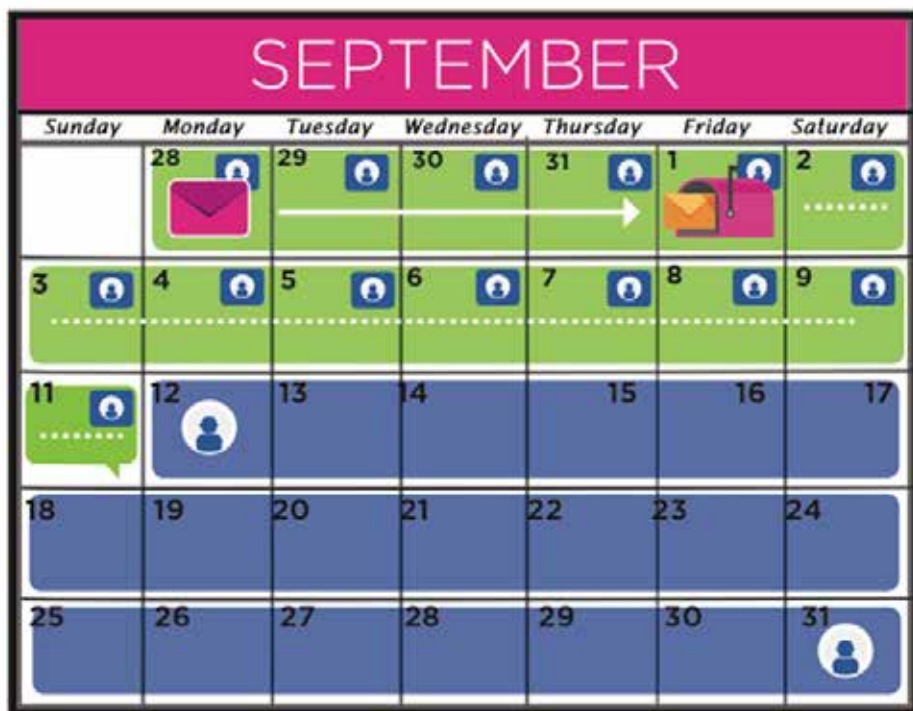 SEPTEMBER
Sunday Monday Tuesday Wednesday Thursday Friday Saturday
28 29 30 31 1 2
3 4 5 6 7 8 9
11 12 13 14 15 16 17
18 19 20 21 22 23 24
25 26 27 28 29 30 31